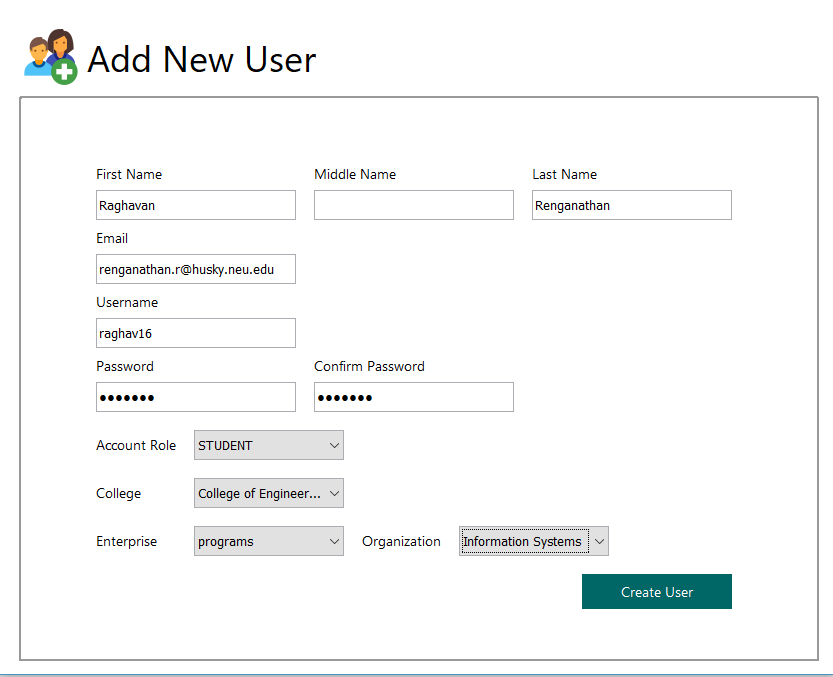 Add New User
First Name Middle Name Last Name
Raghavan Renganathan
Email
renganathan.r@husky.neu.edu
Username
raghav16
Password Confirm Password
••••••• •••••••
Account Role STUDENT
College College of Engineer...
Enterprise programs Organization Information Systems
Create User